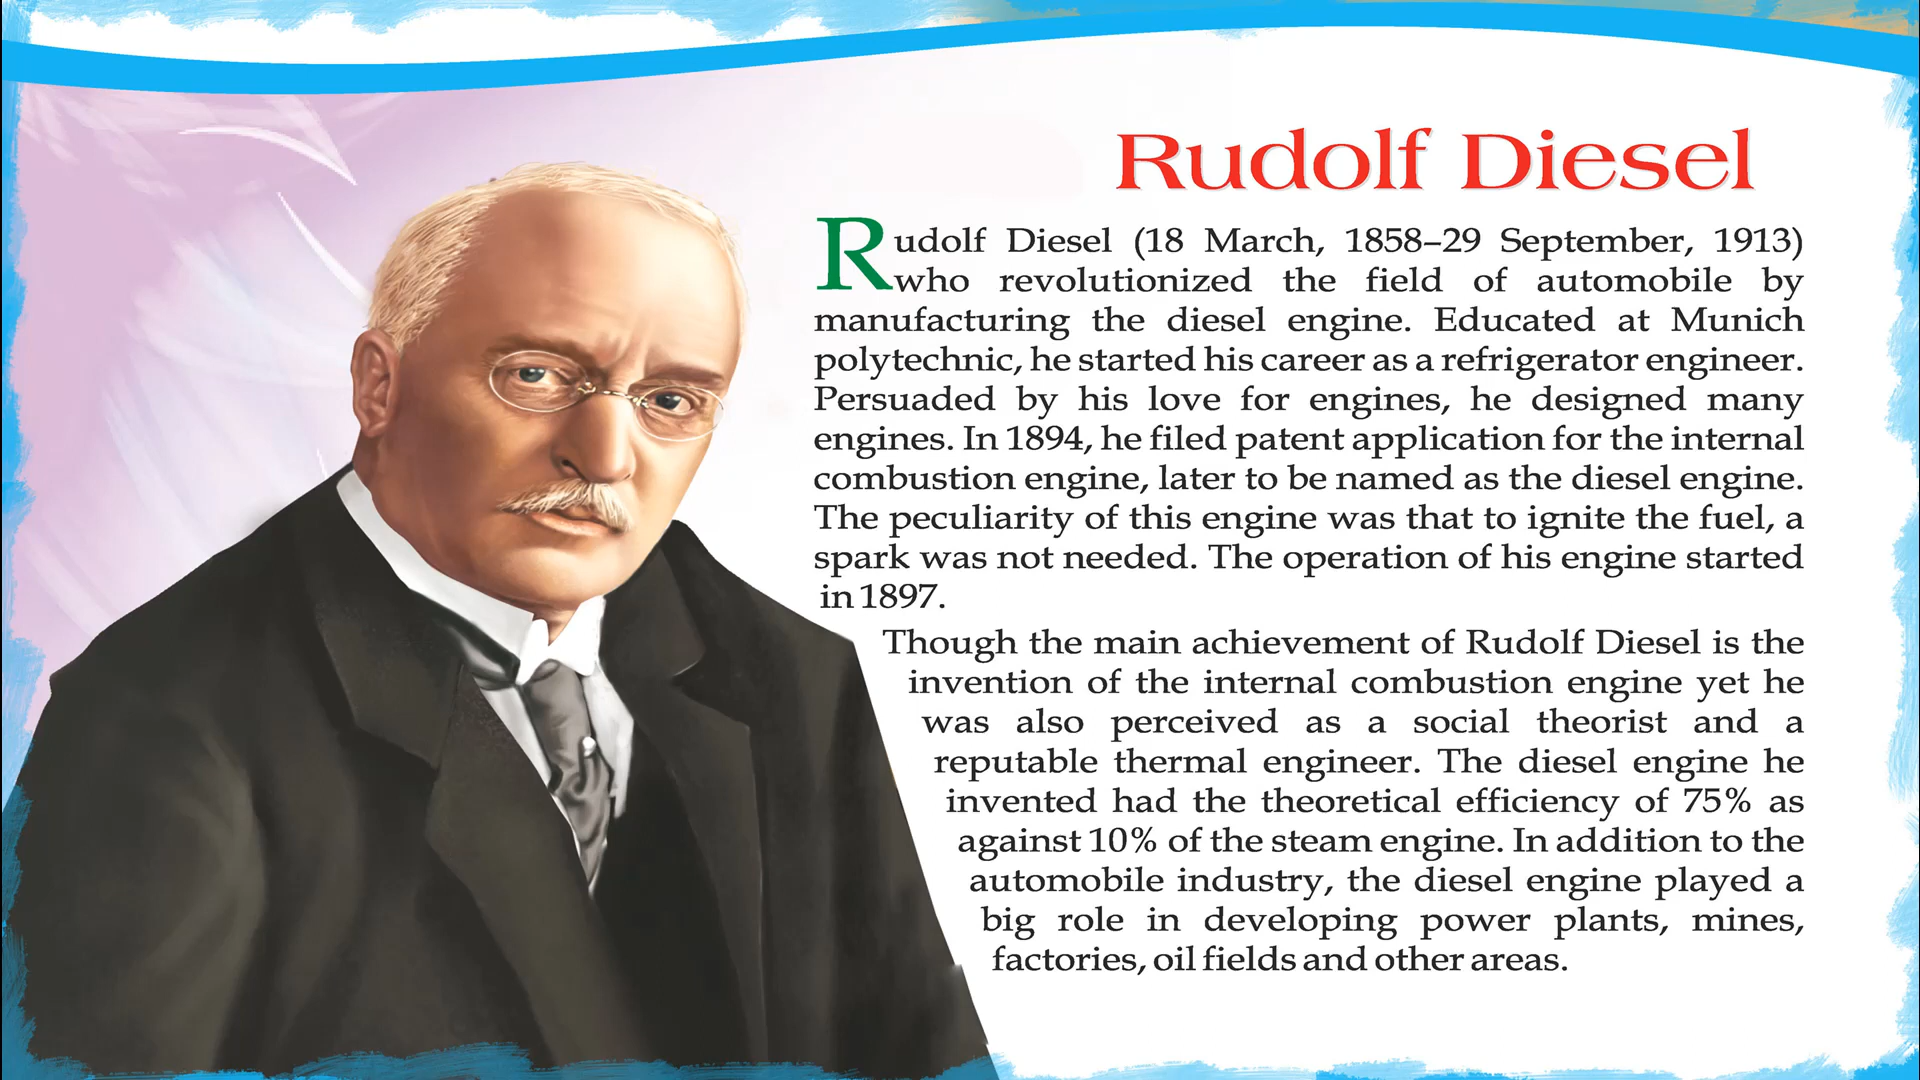 Rudolf Diesel
Rudolf Diesel (18 March, 1858–29 September, 1913)
who revolutionized the field of automobile by
manufacturing the diesel engine. Educated at Munich
polytechnic, he started his career as a refrigerator engineer.
Persuaded by his love for engines, he designed many
engines. In 1894, he filed patent application for the internal
combustion engine, later to be named as the diesel engine.
The peculiarity of this engine was that to ignite the fuel, a
spark was not needed. The operation of his engine started
in 1897.
Though the main achievement of Rudolf Diesel is the
invention of the internal combustion engine yet he
was also perceived as a social theorist and a
reputable thermal engineer. The diesel engine he
invented had the theoretical efficiency of 75% as
against 10% of the steam engine. In addition to the
automobile industry, the diesel engine played a
big role in developing power plants, mines,
factories, oil fields and other areas.